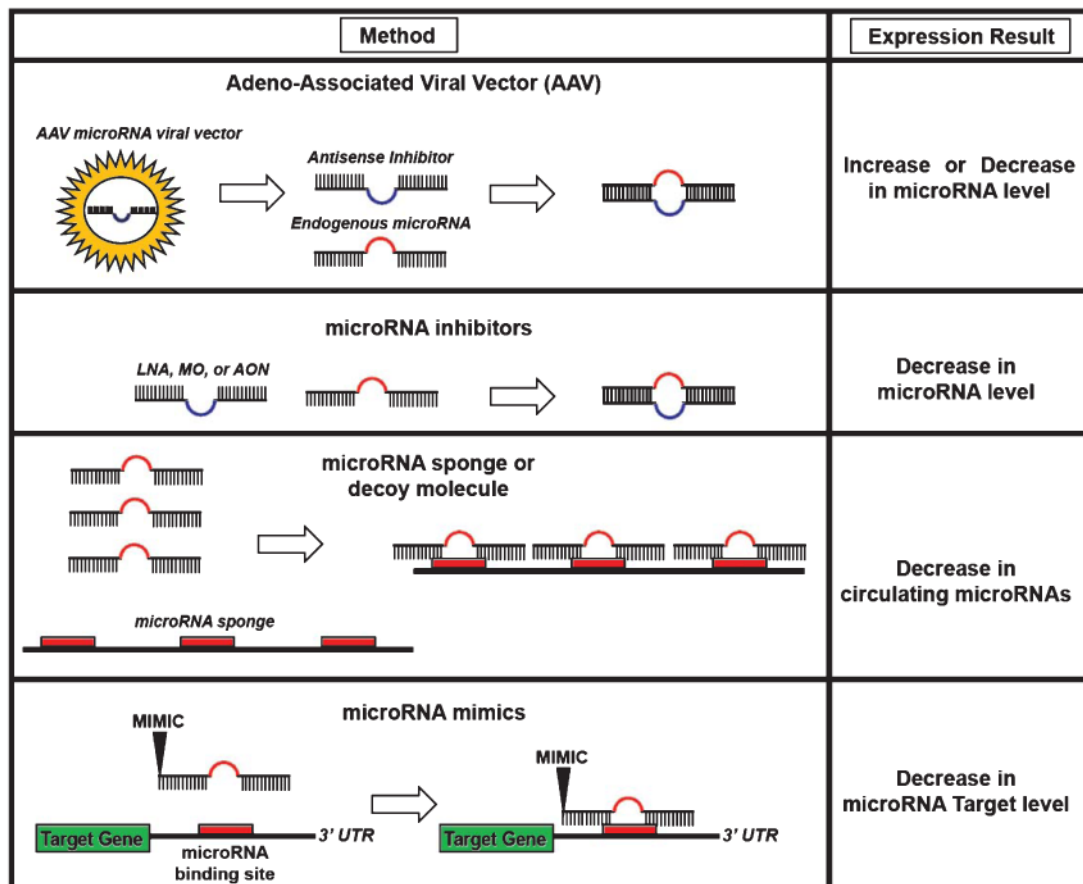 Method
Expression Result
Adeno-Associated Viral Vector (AAV)
AAV microRNA viral vector
Antisense Inhibitor
Endogenous microRNA
Increase or Decrease
in microRNA level
microRNA inhibitors
LNA, MO, or AON
Decrease in
microRNA level
microRNA sponge or
decoy molecule
microRNA sponge
Decrease in
circulating microRNAs
microRNA mimics
MIMIC
MIMIC
Target Gene
3' UTR
microRNA
binding site
Target Gene
3' UTR
Decrease in
microRNA Target level